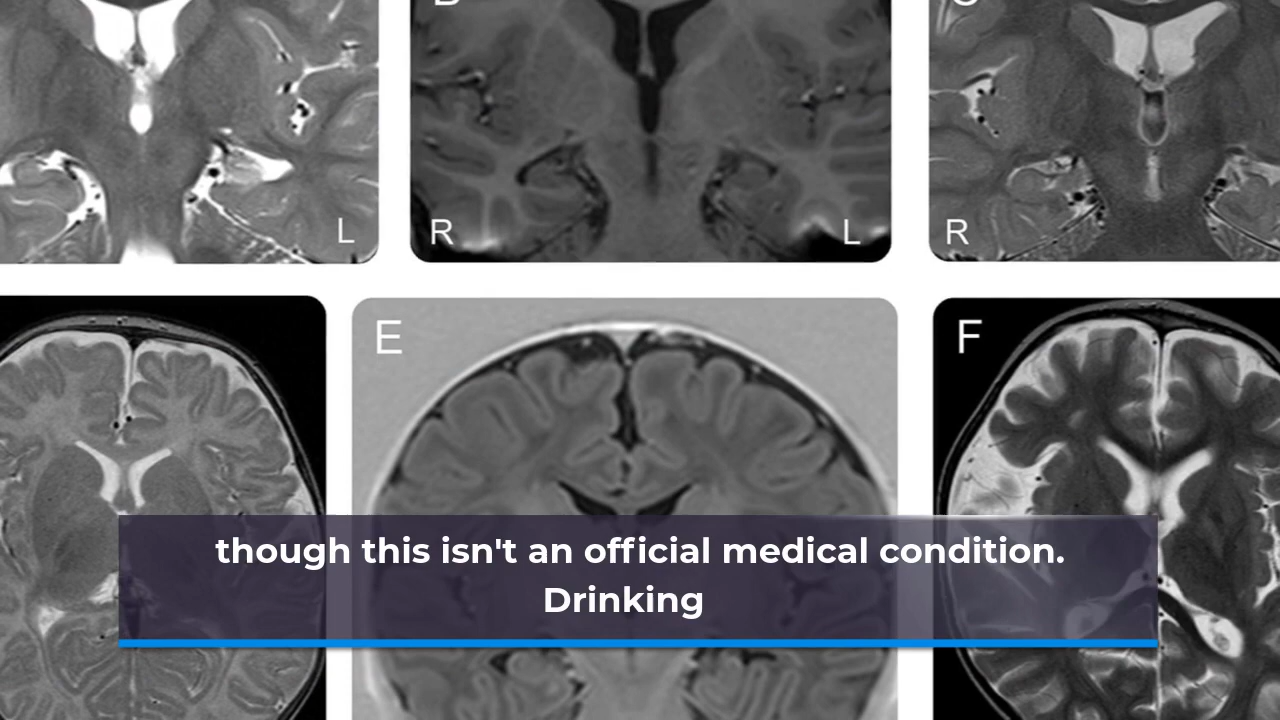 L
R
L
R
E
F
though this isn't an official medical condition.
Drinking